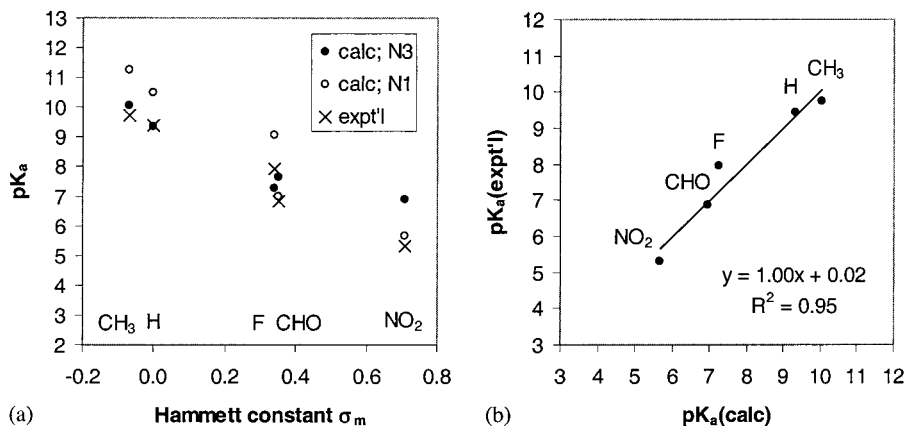 13
12
11
10
9
8
7
6
5
4
3
2
pKa
● calc; N3
○ calc; N1
× expt'l
CH3 H F CHO NO2
-0.2 0.0 0.2 0.4 0.6 0.8
(a) Hammett constant σm
12
11
10
9
8
7
6
5
4
3
pKa(expt'l)
CH3
H
F
CHO
NO2
y = 1.00x + 0.02
R2 = 0.95
3 4 5 6 7 8 9 10 11 12
(b) pKa(calc)